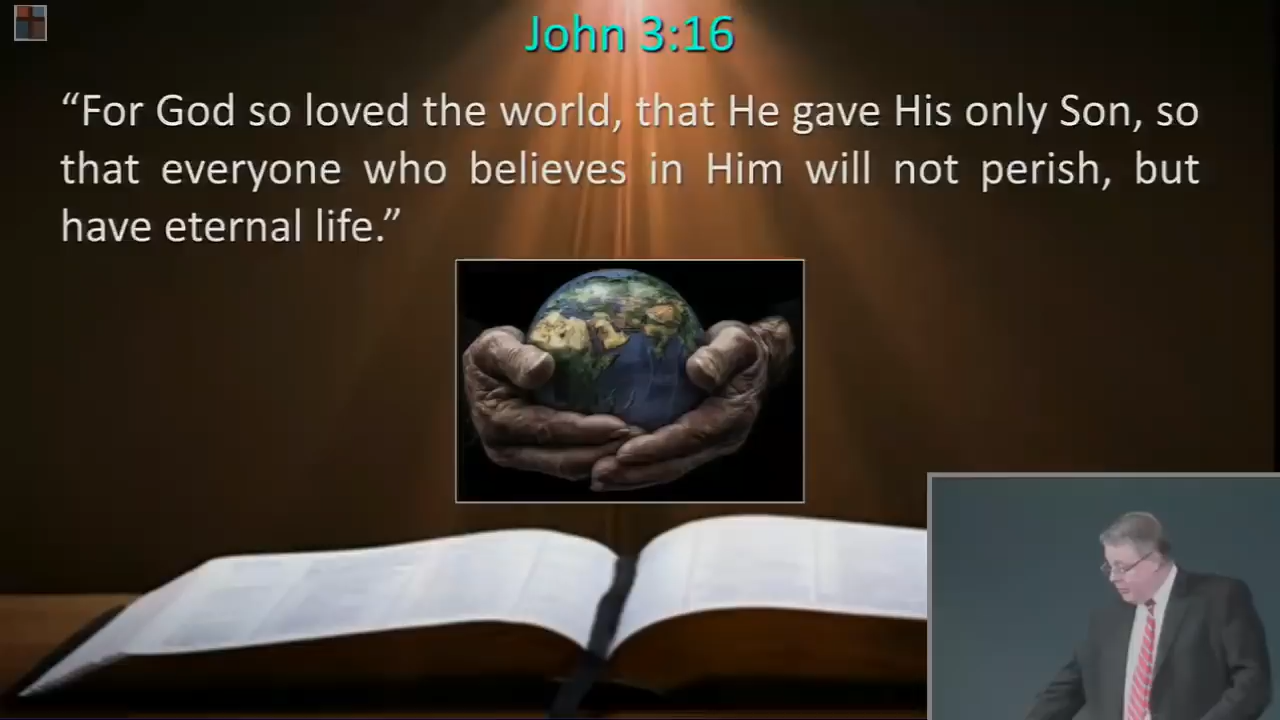 John 3:16
“For God so loved the world, that He gave His only Son, so
that everyone who believes in Him will not perish, but
have eternal life.”